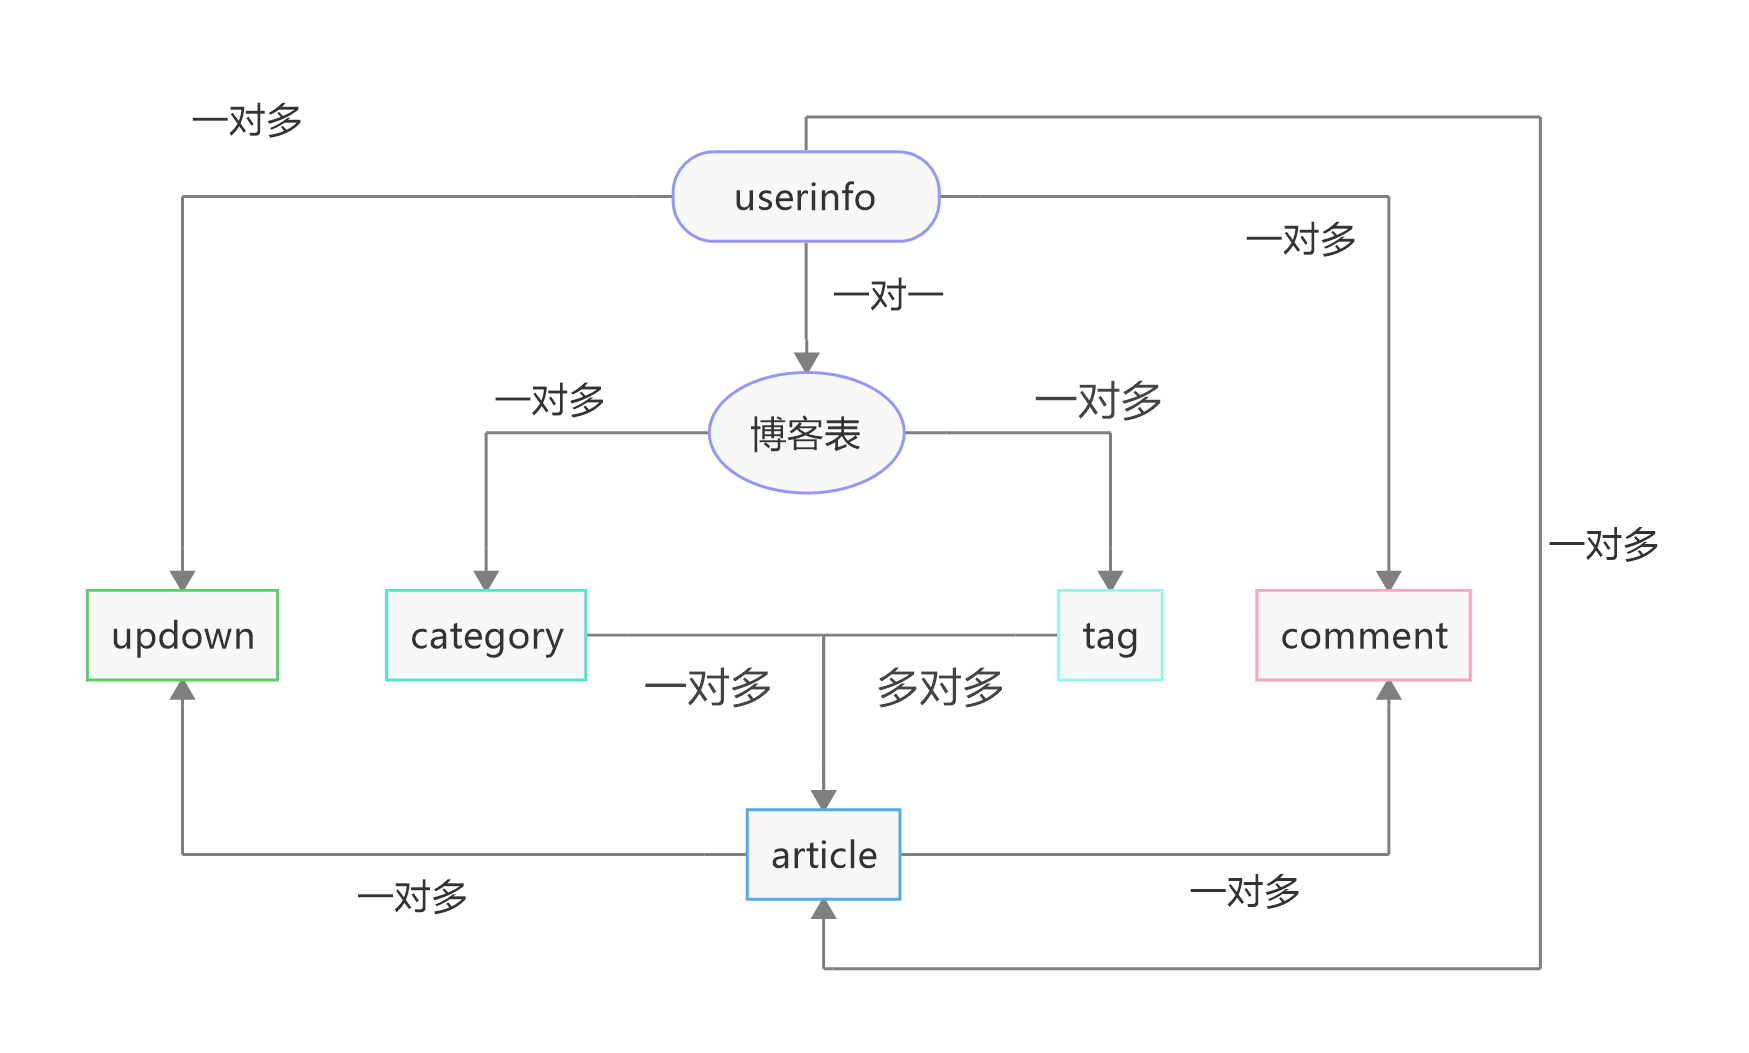 一对多
userinfo
一对多
一对一
一对多
一对多
博客表
一对多
updown
category
tag
comment
一对多
多对多
article
一对多
一对多